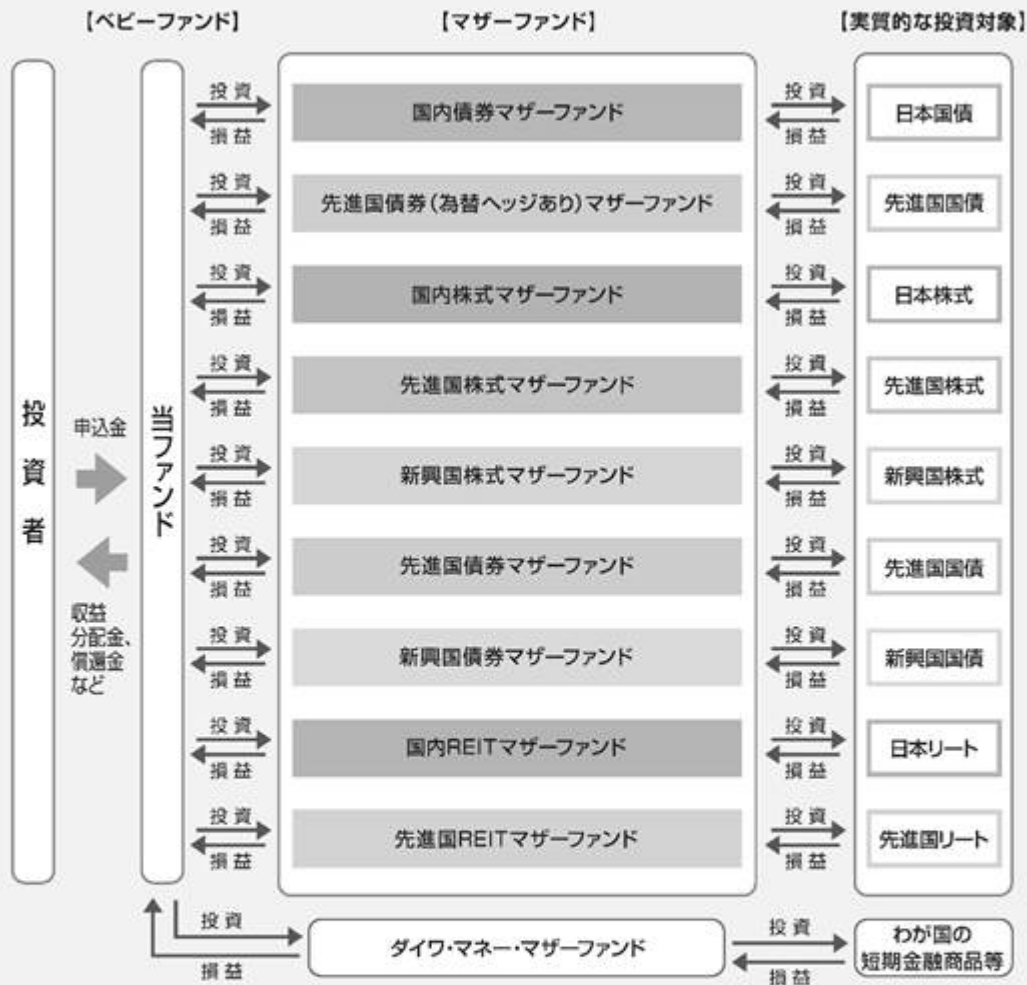 【ベビーファンド】
【マザーファンド】
【実質的な投資対象】
投資者
申込金
収益
分配金、
償還金
など
当ファンド
投資
損益
国内債券マザーファンド
投資
損益
日本国債
投資
損益
先進国債券(為替ヘッジあり)マザーファンド
投資
損益
先進国国債
投資
損益
国内株式マザーファンド
投資
損益
日本株式
投資
損益
先進国株式マザーファンド
投資
損益
先進国株式
投資
損益
新興国株式マザーファンド
投資
損益
新興国株式
投資
損益
先進国債券マザーファンド
投資
損益
先進国国債
投資
損益
新興国債券マザーファンド
投資
損益
新興国国債
投資
損益
国内REITマザーファンド
投資
損益
日本リート
投資
損益
先進国REITマザーファンド
投資
損益
先進国リート
投資
損益
ダイワ・マネー・マザーファンド
投資
損益
わが国の
短期金融商品等